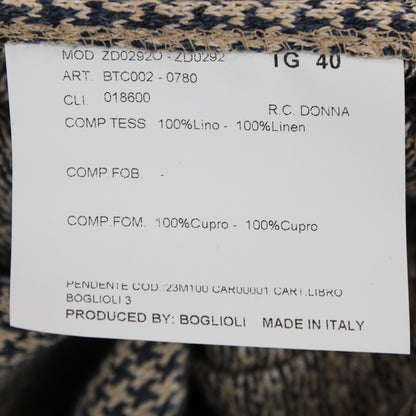 MOD ZD0292O - ZD0292 TG 40
ART. BTC002 - 0780
CLI. 018600
R.C. DONNA
COMP.TESS. 100%Lino - 100%Linen
COMP.FOB. -
COMP.FOM. 100%Cupro - 100%Cupro
PENDENTE COD.:23M100 CAR00001 CART.LIBRO
BOGLIOLI 3
PRODUCED BY: BOGLIOLI MADE IN ITALY